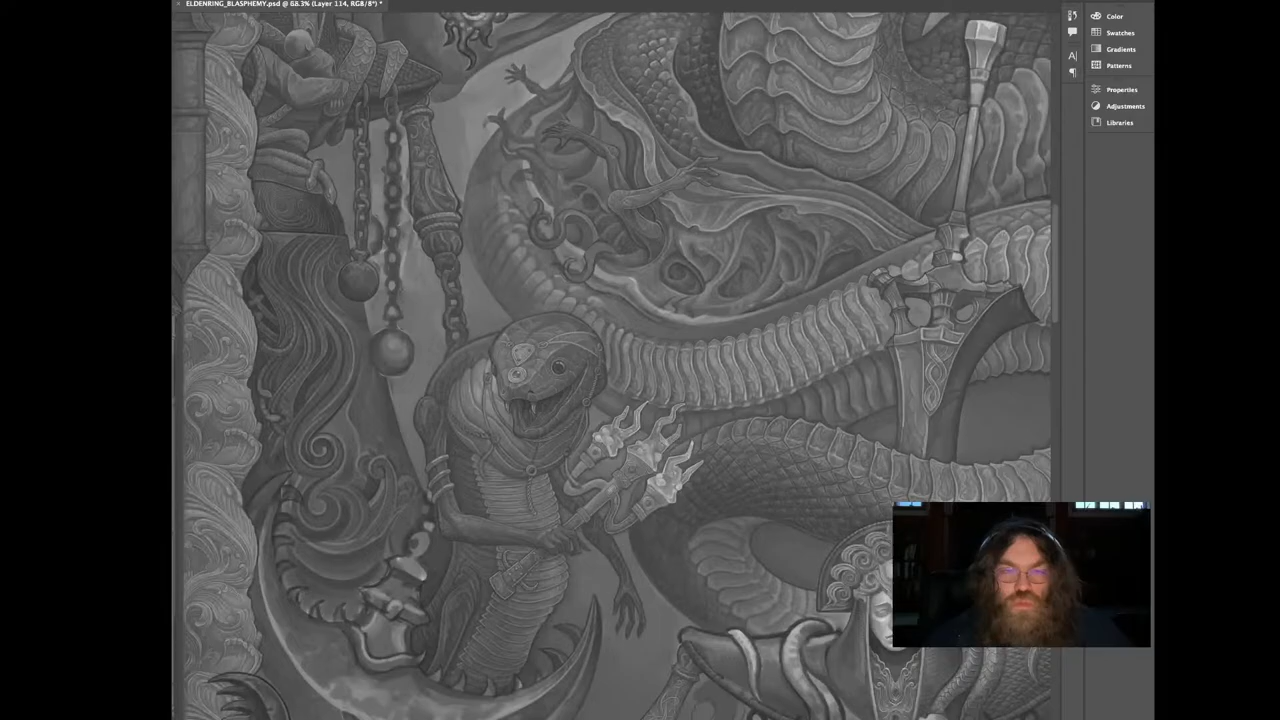 ELDENRING_BLASPHEMY.psd @ 68.3% (Layer 114, RGB/8*) *
Color
Swatches
Gradients
Patterns
Properties
Adjustments
Libraries